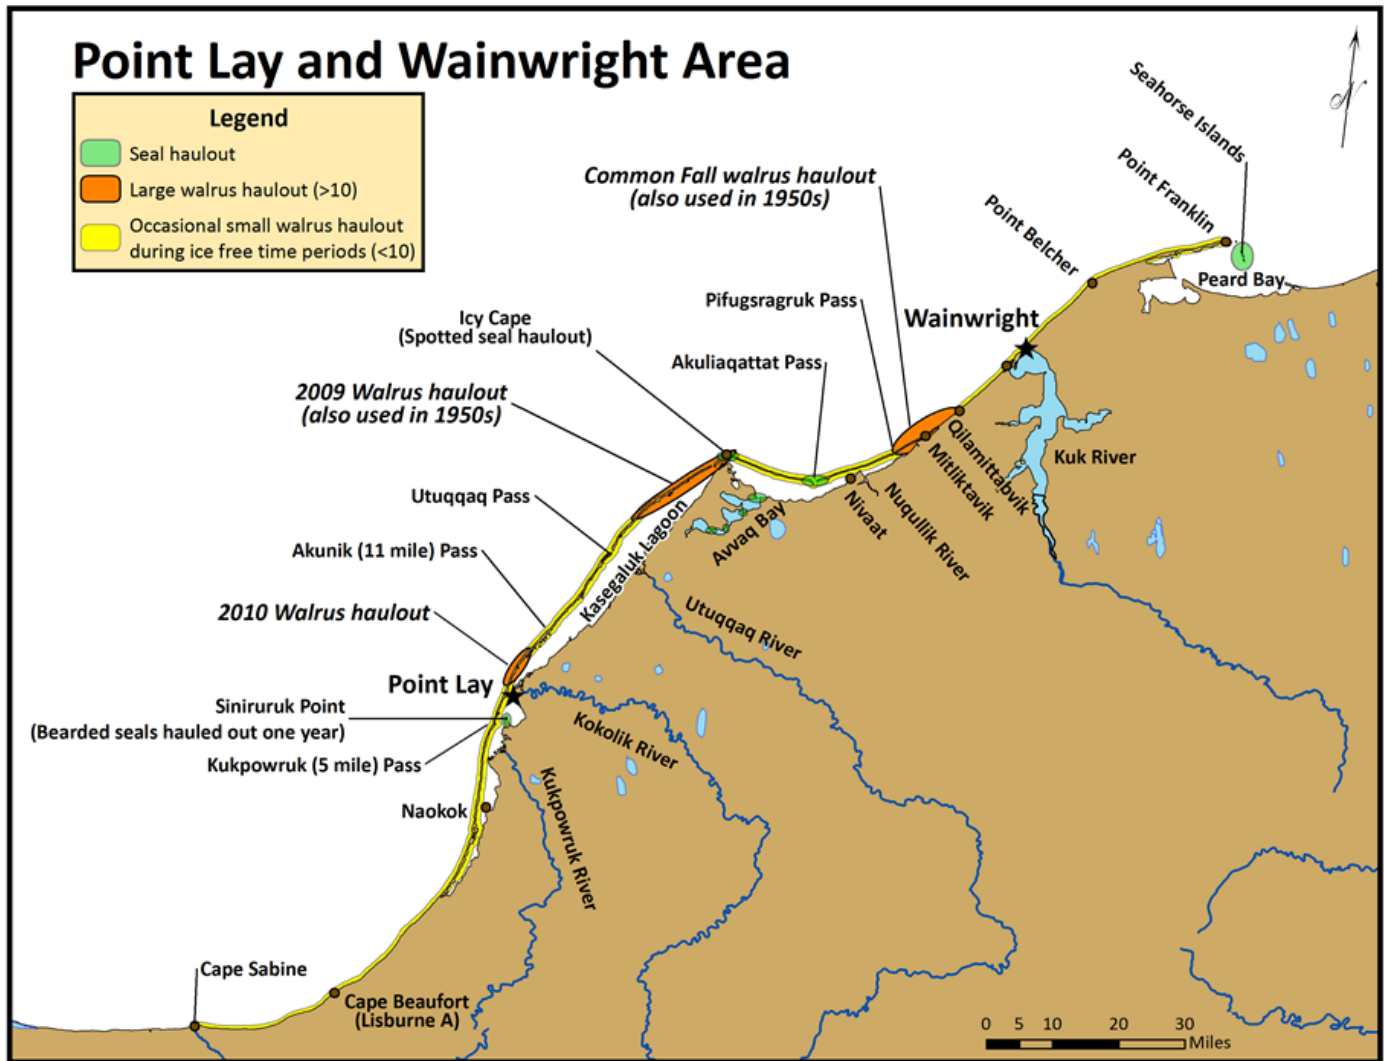 Point Lay and Wainwright Area
Legend
Seal haulout
Large walrus haulout (>10)
Occasional small walrus haulout
during ice free time periods (<10)
N
Seahorse Islands
Point Franklin
Common Fall walrus haulout
(also used in 1950s)
Point Belcher
Peard Bay
Pifugsragruk Pass
Wainwright
Icy Cape
(Spotted seal haulout)
Akuliaqattat Pass
2009 Walrus haulout
(also used in 1950s)
Qilamittabvik
Mitliktavik
Kuk River
Utuqqaq Pass
Nuqullik River
Nivaat
Avvaq Bay
Kasegaluk Lagoon
Akunik (11 mile) Pass
2010 Walrus haulout
Utuqqaq River
Point Lay
Siniruruk Point
(Bearded seals hauled out one year)
Kokolik River
Kukpowruk (5 mile) Pass
Kukpowruk River
Naokok
Cape Sabine
Cape Beaufort
(Lisburne A)
0 5 10 20 30
Miles